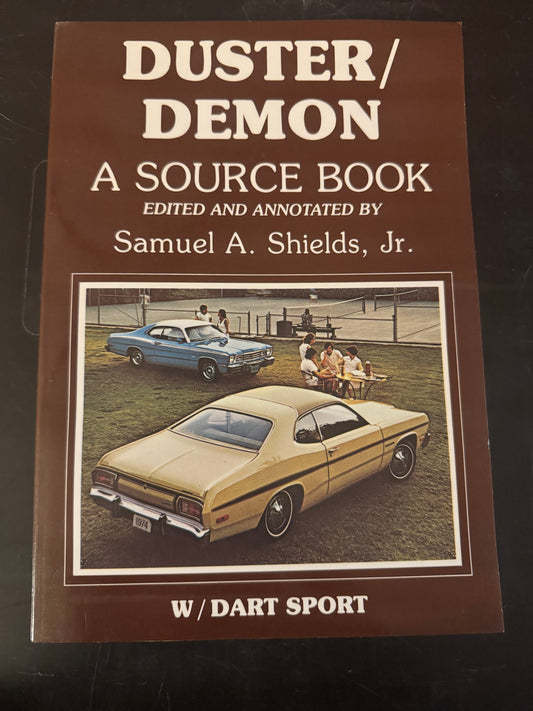 DUSTER/
DEMON
A SOURCE BOOK
EDITED AND ANNOTATED BY
Samuel A. Shields, Jr.
1974
W/DART SPORT